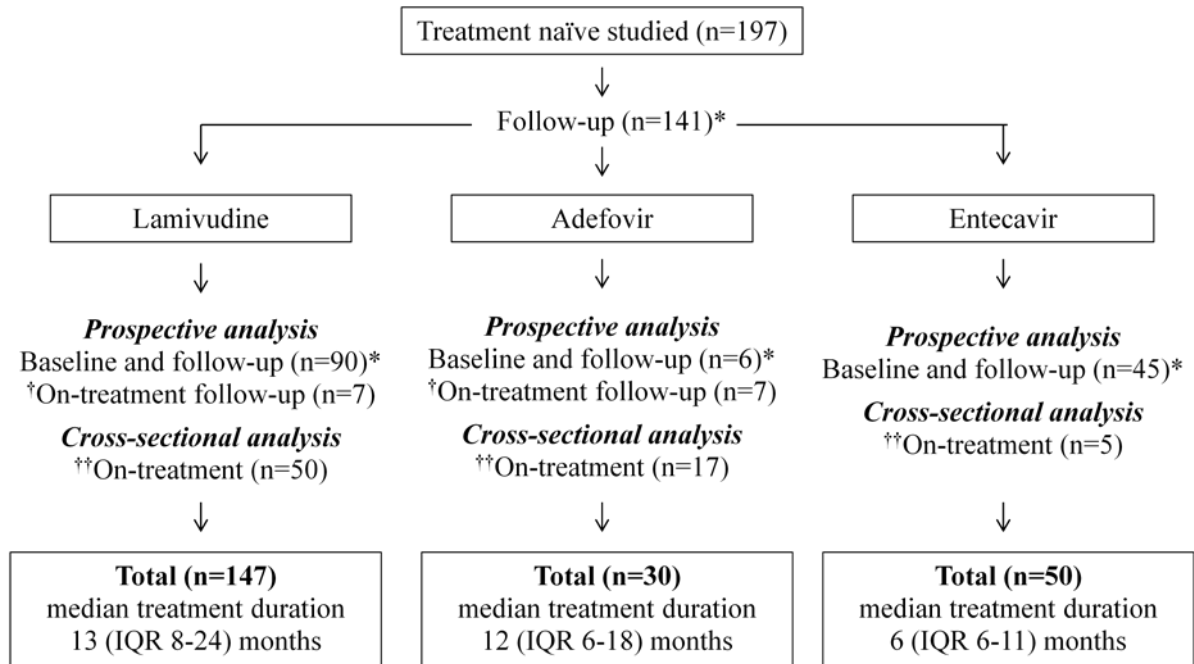 Treatment naïve studied (n=197)
Follow-up (n=141)*
Lamivudine
Prospective analysis
Baseline and follow-up (n=90)*
†On-treatment follow-up (n=7)
Cross-sectional analysis
††On-treatment (n=50)
Total (n=147)
median treatment duration
13 (IQR 8-24) months
Adefovir
Prospective analysis
Baseline and follow-up (n=6)*
†On-treatment follow-up (n=7)
Cross-sectional analysis
††On-treatment (n=17)
Total (n=30)
median treatment duration
12 (IQR 6-18) months
Entecavir
Prospective analysis
Baseline and follow-up (n=45)*
Cross-sectional analysis
††On-treatment (n=5)
Total (n=50)
median treatment duration
6 (IQR 6-11) months